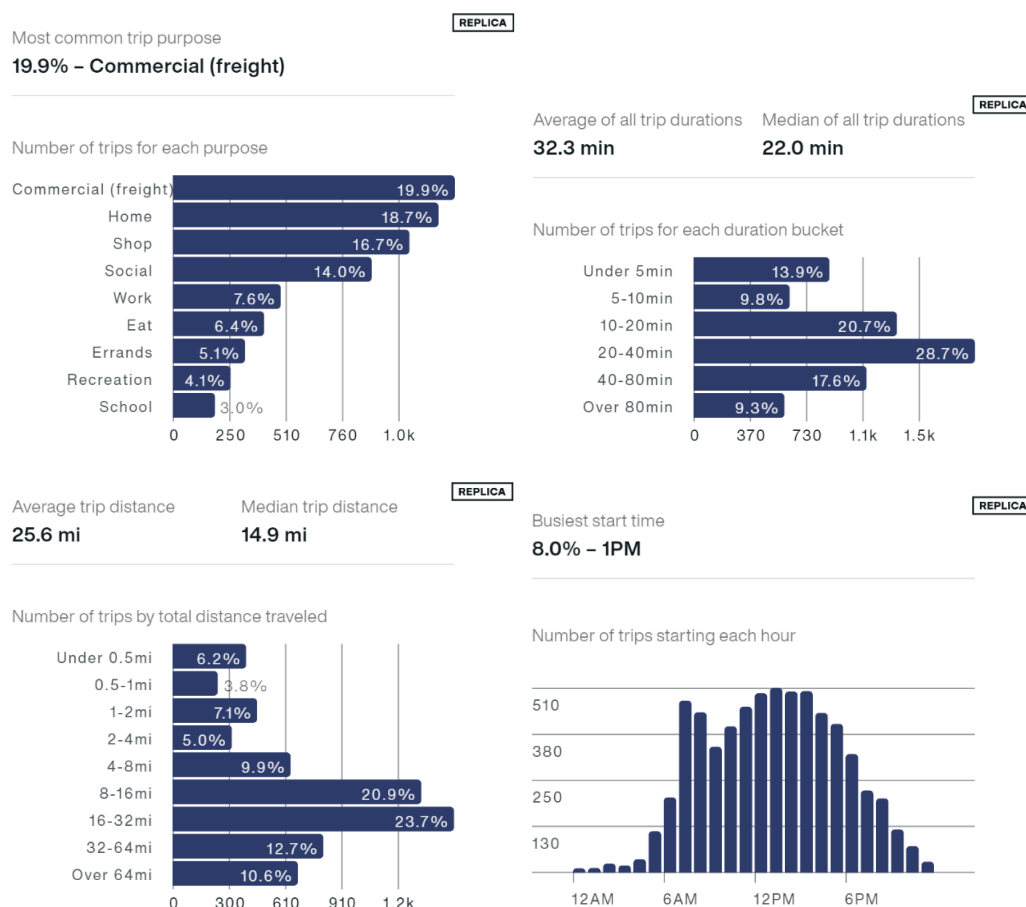 REPLICA
Most common trip purpose
19.9% – Commercial (freight)
Number of trips for each purpose
Commercial (freight) 19.9%
Home 18.7%
Shop 16.7%
Social 14.0%
Work 7.6%
Eat 6.4%
Errands 5.1%
Recreation 4.1%
School 3.0%
0 250 510 760 1.0k
REPLICA
Average of all trip durations Median of all trip durations
32.3 min 22.0 min
Number of trips for each duration bucket
Under 5min 13.9%
5-10min 9.8%
10-20min 20.7%
20-40min 28.7%
40-80min 17.6%
Over 80min 9.3%
0 370 730 1.1k 1.5k
REPLICA
Average trip distance Median trip distance
25.6 mi 14.9 mi
Number of trips by total distance traveled
Under 0.5mi 6.2%
0.5-1mi 3.8%
1-2mi 7.1%
2-4mi 5.0%
4-8mi 9.9%
8-16mi 20.9%
16-32mi 23.7%
32-64mi 12.7%
Over 64mi 10.6%
0 300 610 910 1.2k
REPLICA
Busiest start time
8.0% – 1PM
Number of trips starting each hour
510
380
250
130
12AM 6AM 12PM 6PM